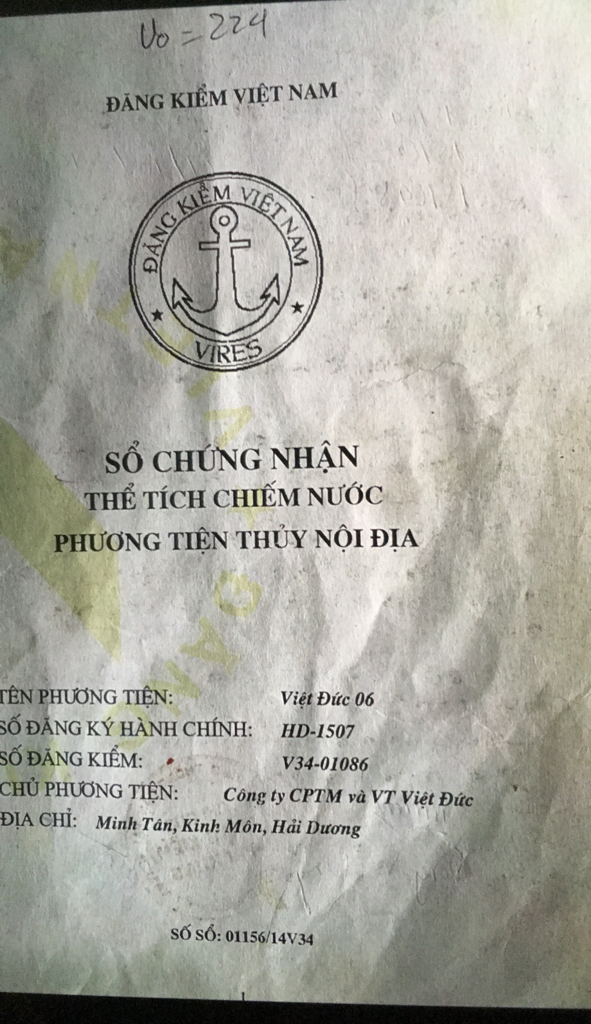 Vo = 224
ĐĂNG KIỂM VIỆT NAM
ĐĂNG KIỂM VIỆT NAM
VIRES
SỔ CHỨNG NHẬN
THỂ TÍCH CHIẾM NƯỚC
PHƯƠNG TIỆN THỦY NỘI ĐỊA
TÊN PHƯƠNG TIỆN: Việt Đức 06
SỐ ĐĂNG KÝ HÀNH CHÍNH: HD-1507
SỐ ĐĂNG KIỂM: V34-01086
CHỦ PHƯƠNG TIỆN: Công ty CPTM và VT Việt Đức
ĐỊA CHỈ: Minh Tân, Kinh Môn, Hải Dương
SỐ SỔ: 01156/14V34